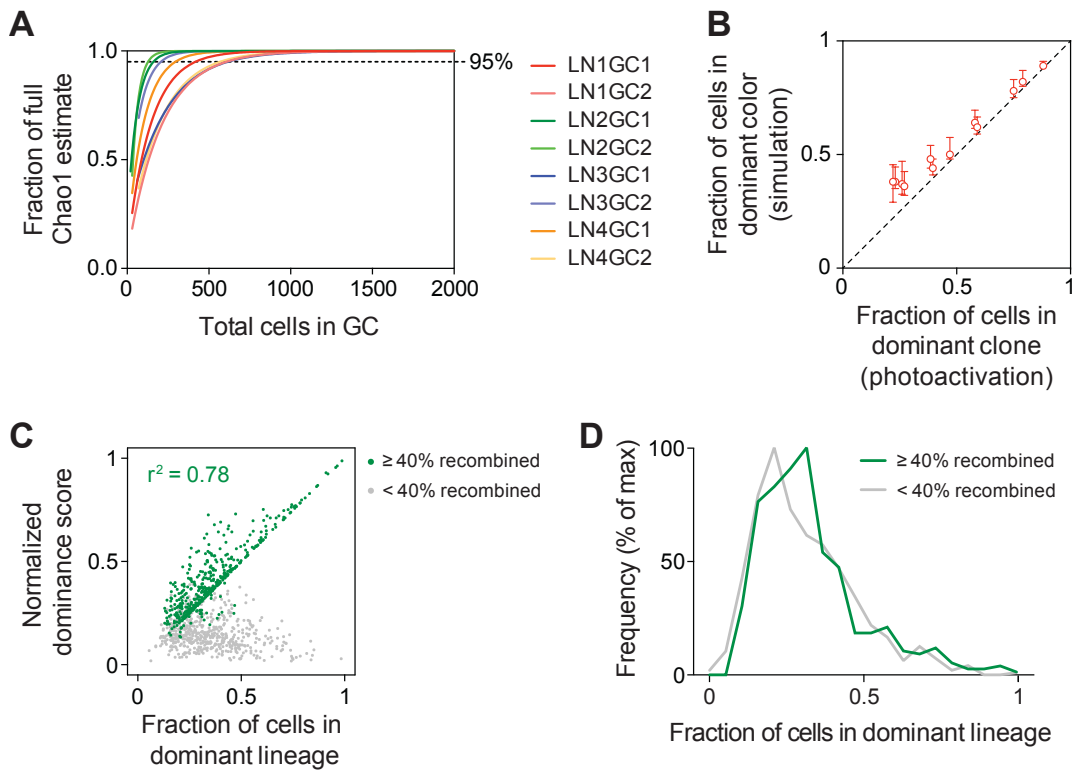 A
Fraction of full
Chao1 estimate
1.0
0.5
0.0
0
500
1000
1500
2000
Total cells in GC
95%
LN1GC1
LN1GC2
LN2GC1
LN2GC2
LN3GC1
LN3GC2
LN4GC1
LN4GC2
B
Fraction of cells in
dominant color
(simulation)
1
0.5
0
0
0.5
1
Fraction of cells in
dominant clone
(photoactivation)
C
Normalized
dominance score
1
0.5
0
r² = 0.78
≥ 40% recombined
< 40% recombined
0
0.5
1
Fraction of cells in
dominant lineage
D
Frequency (% of max)
100
50
0
≥ 40% recombined
< 40% recombined
0
0.5
1
Fraction of cells in dominant lineage